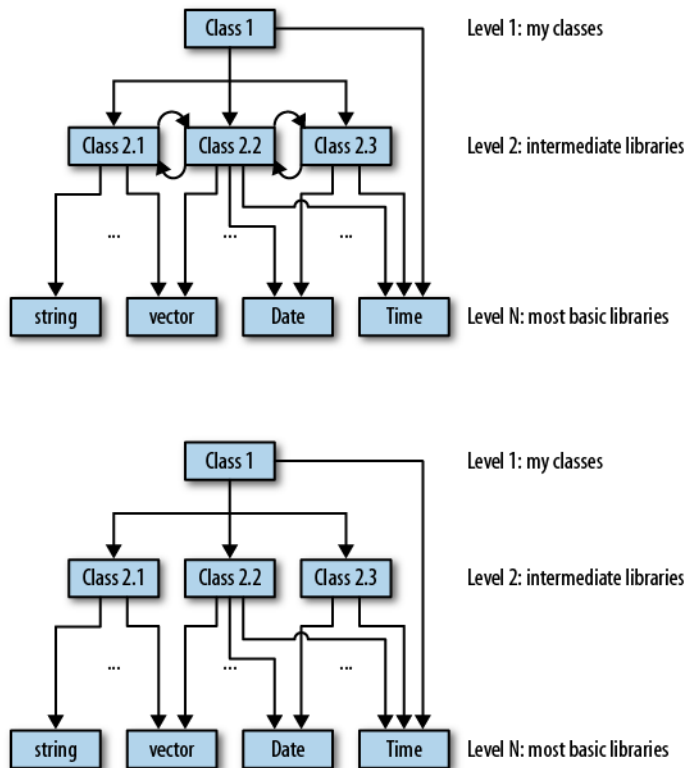 Class 1 Level 1: my classes
Class 2.1 Class 2.2 Class 2.3 Level 2: intermediate libraries
... ... ...
string vector Date Time Level N: most basic libraries
Class 1 Level 1: my classes
Class 2.1 Class 2.2 Class 2.3 Level 2: intermediate libraries
... ... ...
string vector Date Time Level N: most basic libraries